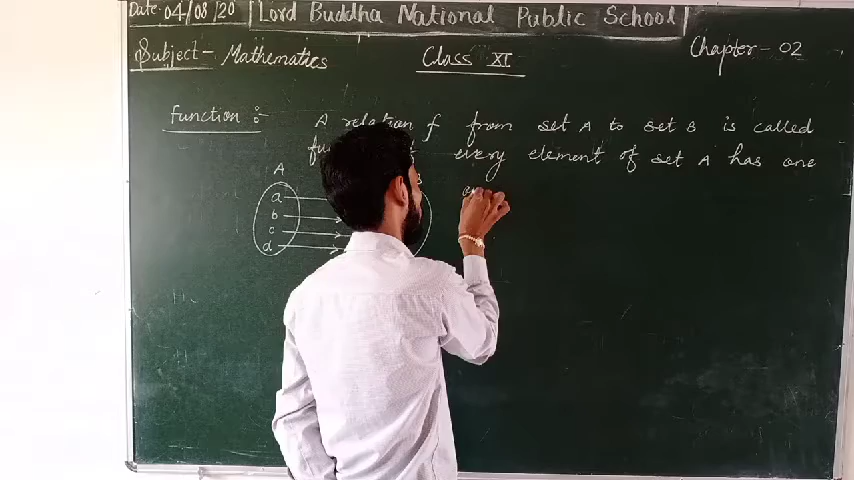 Date: 04/08/20 | Lord Buddha National Public School |
Subject - Mathematics Class XI Chapter - 02
function : A relation f from set A to set B is called
every element of set A has one
A
a
b
c
d